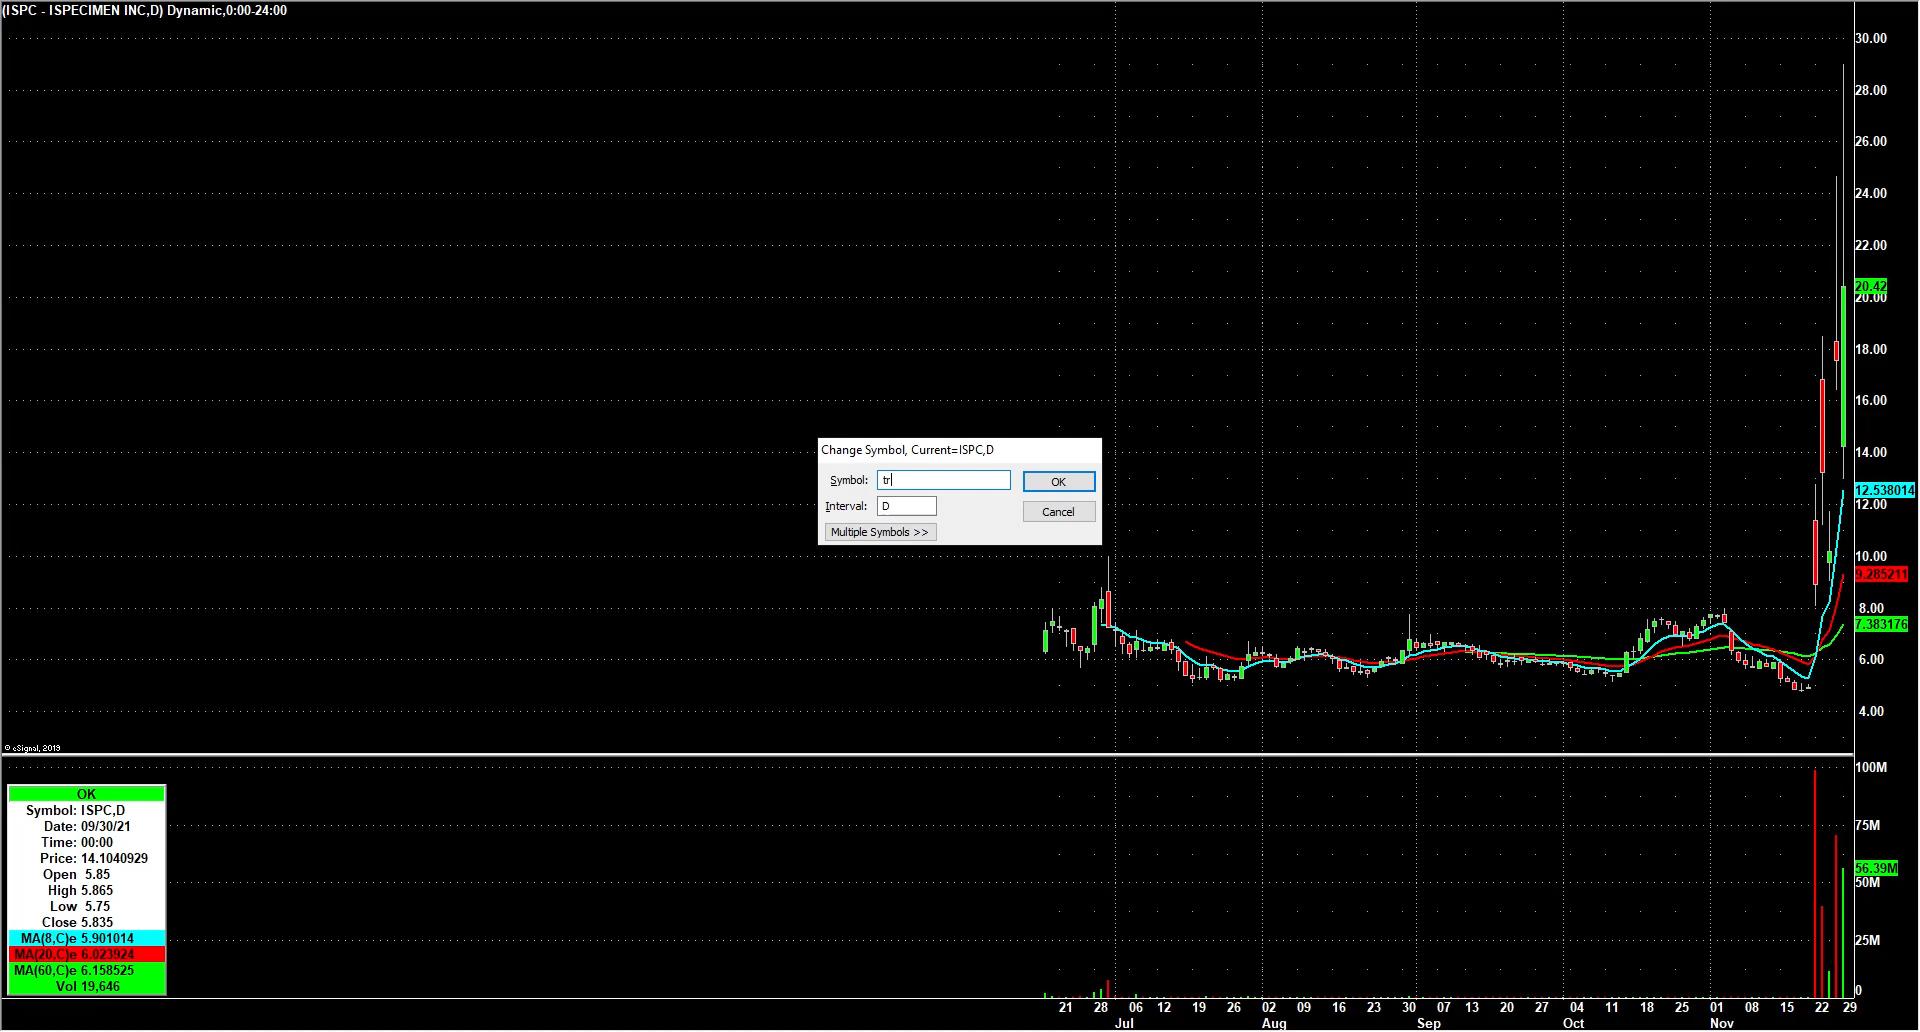 (ISPC - ISPECIMEN INC,D) Dynamic,0:00-24:00
30.00
28.00
26.00
24.00
22.00
20.42
20.00
18.00
16.00
14.00
12.538014
12.00
10.00
9.285211
8.00
7.383176
6.00
4.00
Change Symbol, Current=ISPC,D
Symbol: tr OK
Interval: D Cancel
Multiple Symbols >>
© eSignal, 2019
100M
75M
56.39M
50M
25M
0
OK
Symbol: ISPC,D
Date: 09/30/21
Time: 00:00
Price: 14.1040929
Open 5.85
High 5.865
Low 5.75
Close 5.835
MA(8,C)e 5.901014
MA(20,C)e 6.023924
MA(60,C)e 6.158525
Vol 19,646
21 28 06 12 19 26 02 09 16 23 30 07 13 20 27 04 11 18 25 01 08 15 22 29
Jul Aug Sep Oct Nov